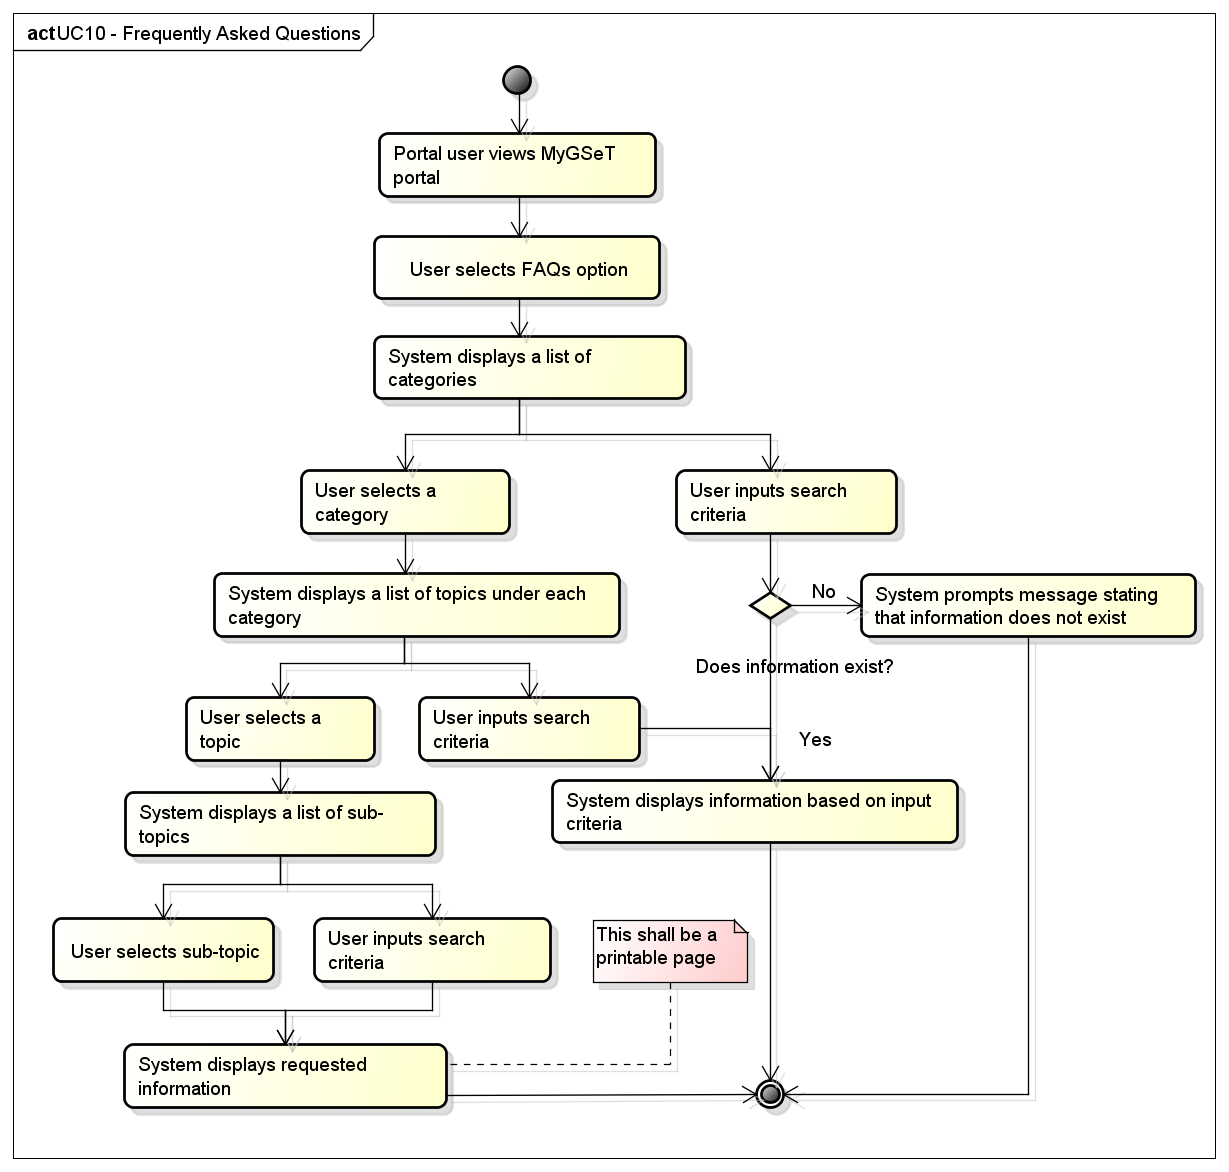 actUC10 - Frequently Asked Questions
Portal user views MyGSeT
portal
User selects FAQs option
System displays a list of
categories
User selects a
category
User inputs search
criteria
System displays a list of topics under each
category
No
System prompts message stating
that information does not exist
Does information exist?
User selects a
topic
User inputs search
criteria
Yes
System displays a list of sub-
topics
System displays information based on input
criteria
User selects sub-topic
User inputs search
criteria
This shall be a
printable page
System displays requested
information